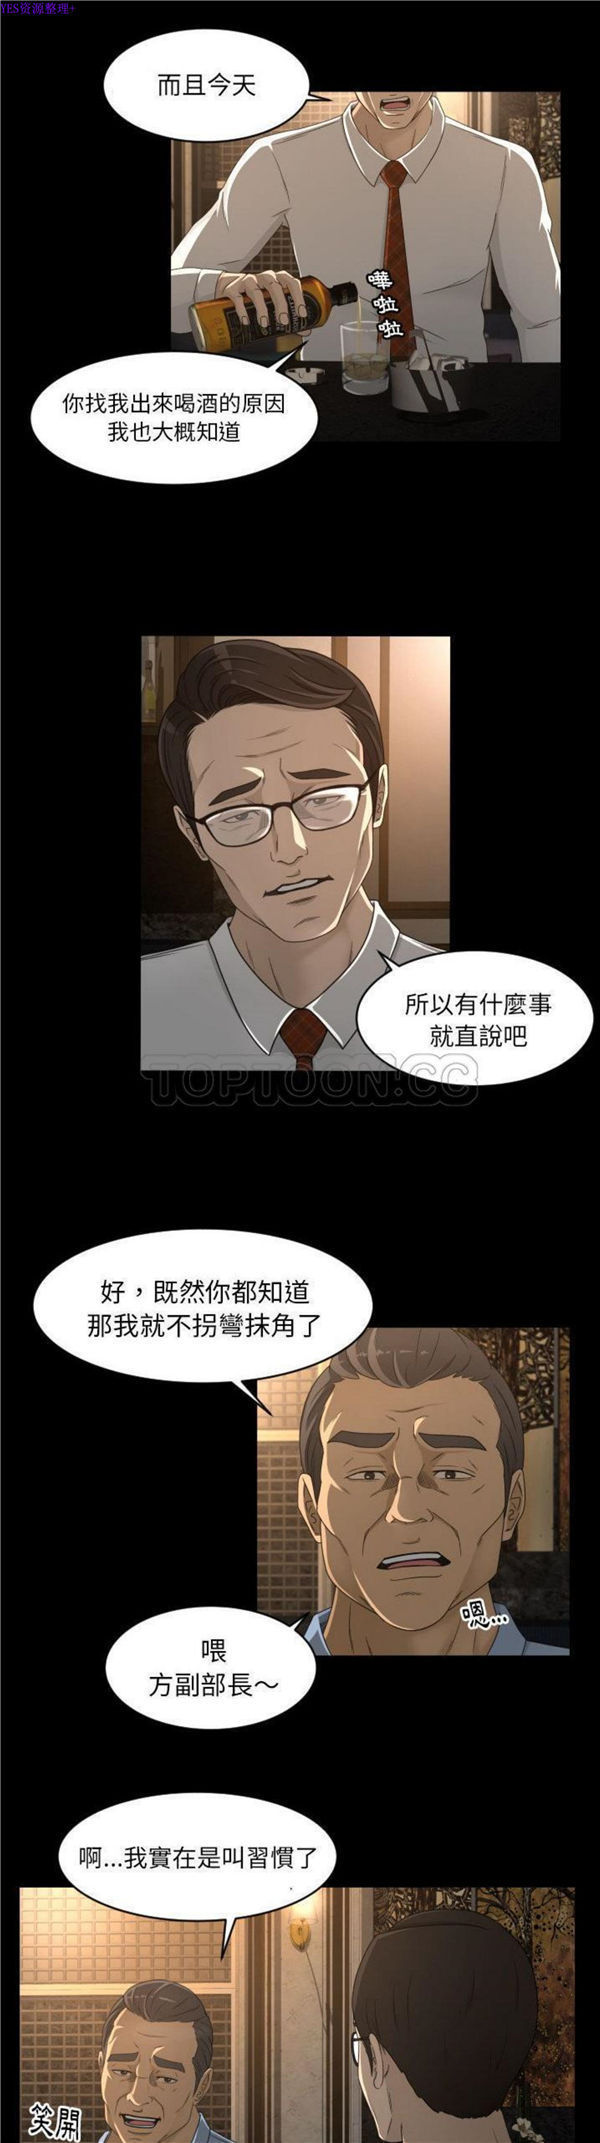 YES资源整理+
而且今天
嘩
啦
啦
你找我出來喝酒的原因
我也大概知道
所以有什麼事
就直說吧
TOPTOON.CC
好，既然你都知道
那我就不拐彎抹角了
嗯...
喂
方副部長～
啊...我實在是叫習慣了
笑開